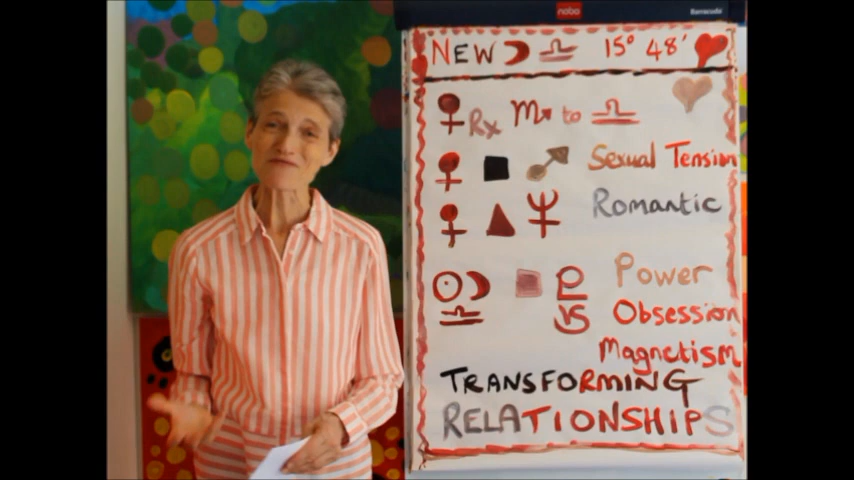 nobo
Barracuda
NEW ☽ ♎ 15° 48′
♀ Rx ♏ to ♎
♀ ■ ♂ Sexual Tension
♀ ▲ ♆ Romantic
☉ ☽ ■ ♇ Power
♎ ♑ Obsession
Magnetism
TRANSFORMING
RELATIONSHIPS